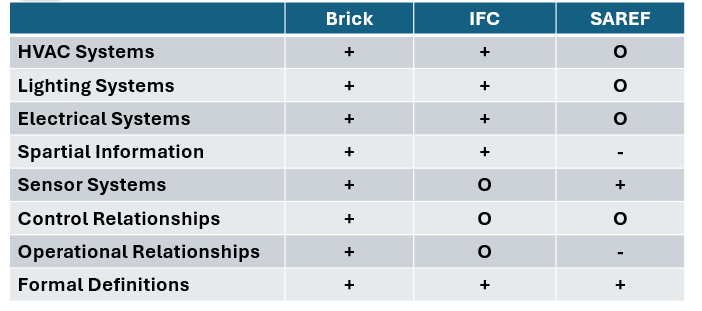 Brick IFC SAREF
HVAC Systems + + O
Lighting Systems + + O
Electrical Systems + + O
Spartial Information + + -
Sensor Systems + O +
Control Relationships + O O
Operational Relationships + O -
Formal Definitions + + +